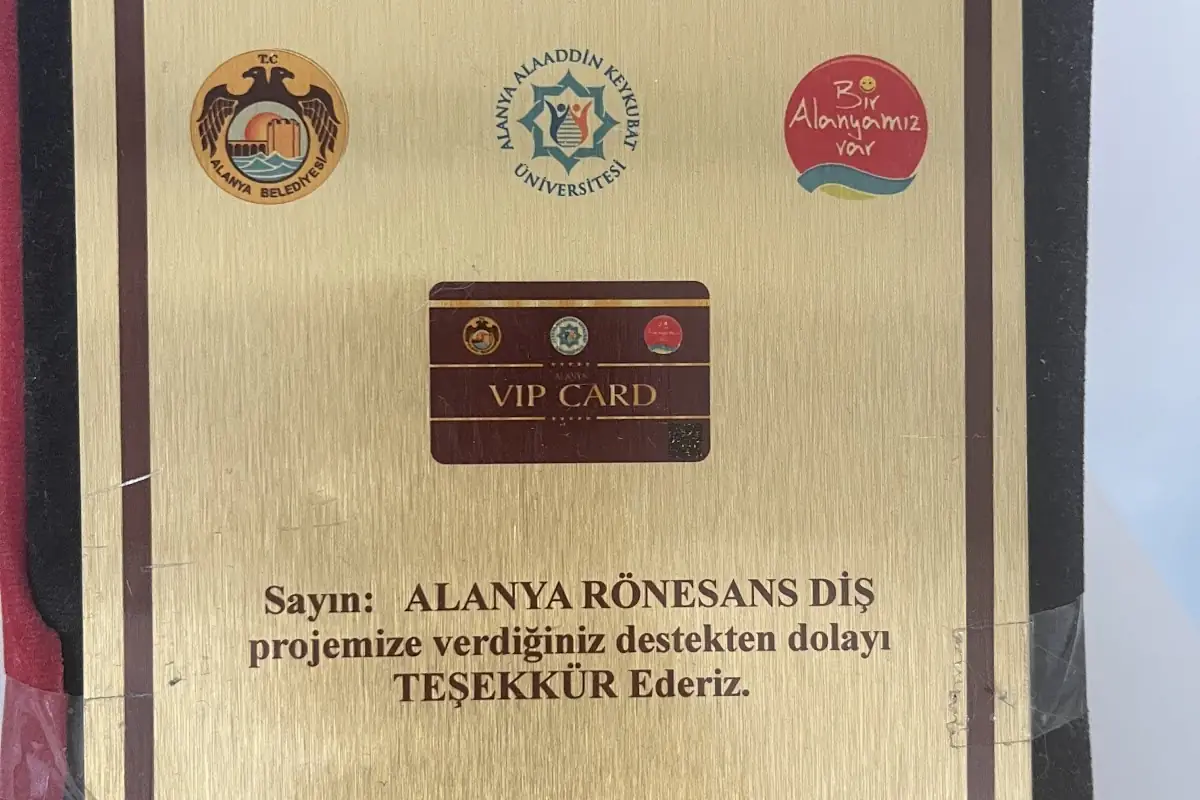 T.C
ALANYA BELEDİYESİ
ALANYA ALAADDİN KEYKUBAT
ÜNİVERSİTESİ
Bir
Alanyamız
var
ALANYA
VIP CARD
Sayın: ALANYA RÖNESANS DİŞ
projemize verdiğiniz destekten dolayı
TEŞEKKÜR Ederiz.